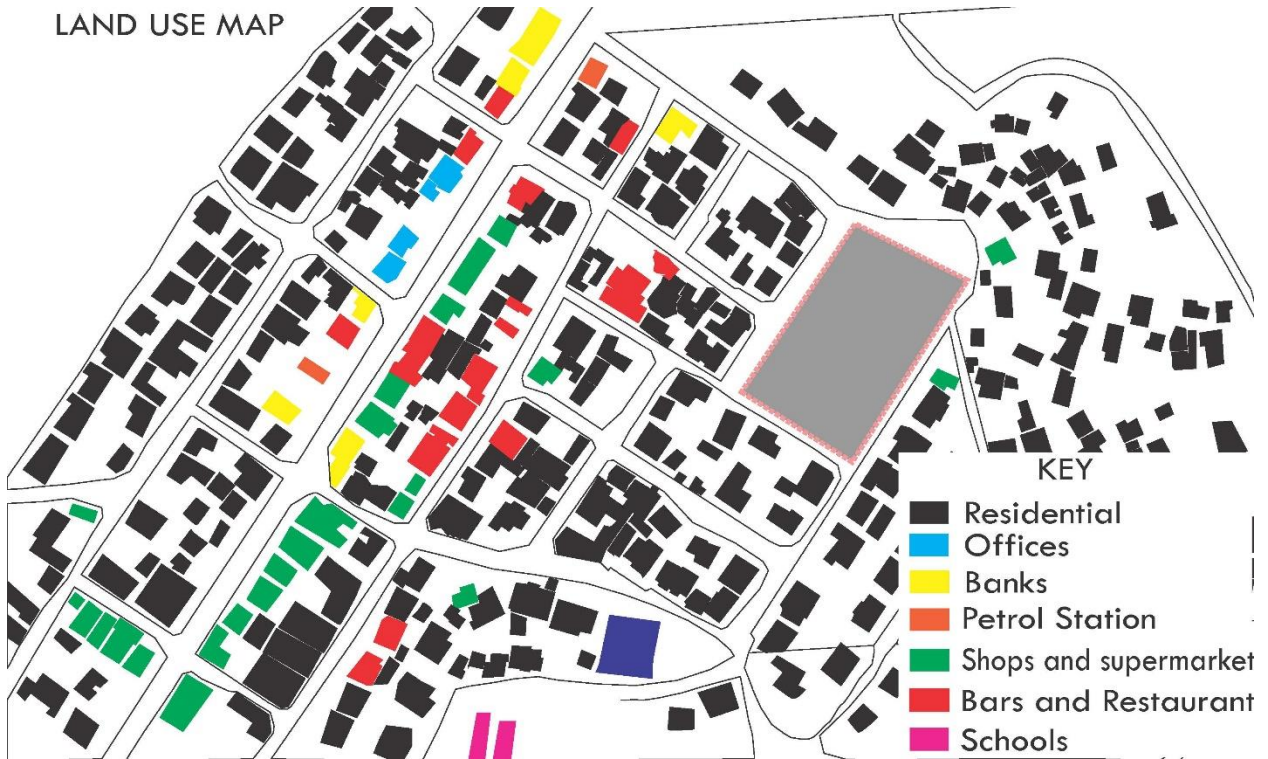 LAND USE MAP
KEY
Residential
Offices
Banks
Petrol Station
Shops and supermarket
Bars and Restaurant
Schools